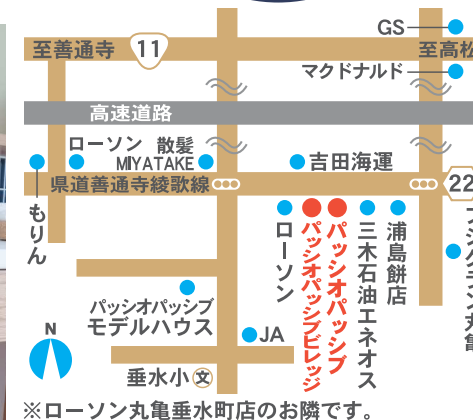 GS
至善通寺
11
至高松
マクドナルド
高速道路
ローソン
散髪
MIYATAKE
吉田海運
県道善通寺綾歌線
22
もりん
ローソン
パッシオパッシブビレッジ
パッシオパッシブ
三木石油エネオス
浦島餅店
パッシオパッシブ
モデルハウス
N
JA
垂水小
文
※ローソン丸亀垂水町店のお隣です。